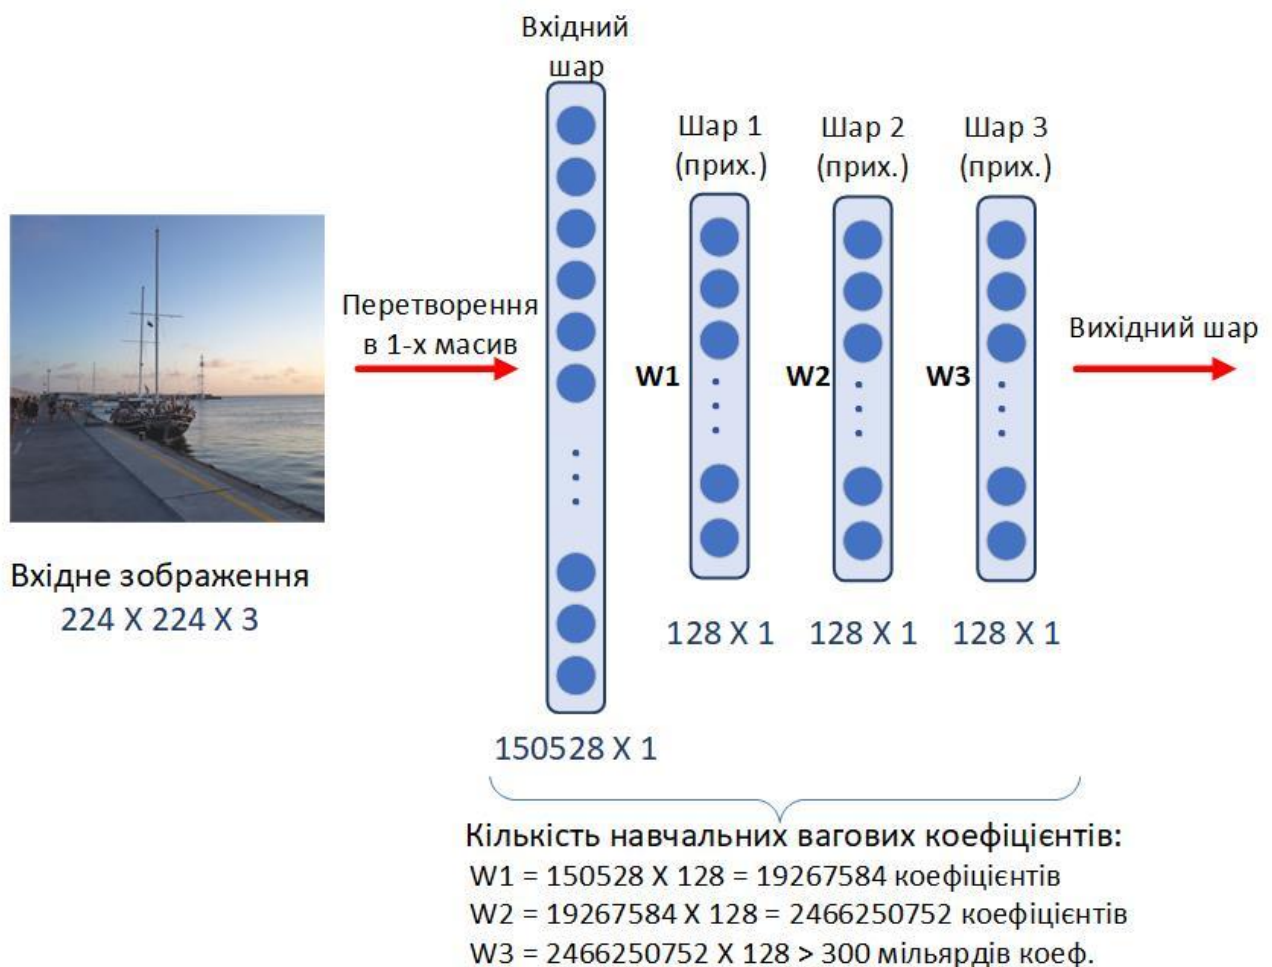 Вхідний
шар
Шар 1
(прих.)
Шар 2
(прих.)
Шар 3
(прих.)
Перетворення
в 1-х масив
W1
W2
W3
Вихідний шар
Вхідне зображення
224 X 224 X 3
128 X 1
128 X 1
128 X 1
150528 X 1
Кількість навчальних вагових коефіцієнтів:
W1 = 150528 X 128 = 19267584 коефіцієнтів
W2 = 19267584 X 128 = 2466250752 коефіцієнтів
W3 = 2466250752 X 128 > 300 мільярдів коеф.